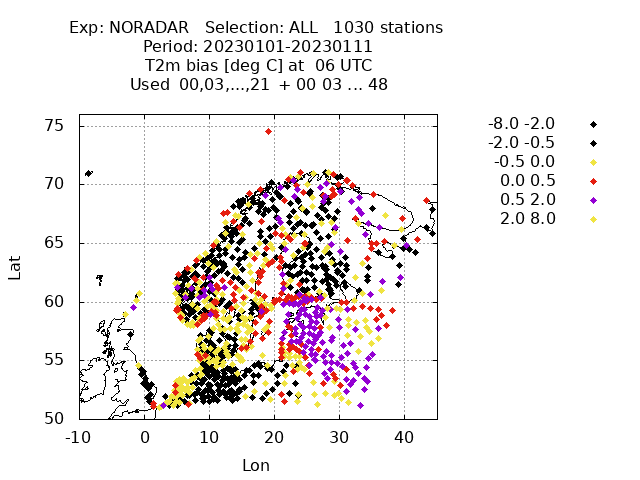 Exp: NORADAR   Selection: ALL   1030 stations
Period: 20230101-20230111
T2m bias [deg C] at  06 UTC
Used  00,03,...,21  + 00 03 ... 48
-8.0 -2.0
-2.0 -0.5
-0.5 0.0
0.0 0.5
0.5 2.0
2.0 8.0
75
70
65
60
55
50
Lat
-10 0 10 20 30 40
Lon